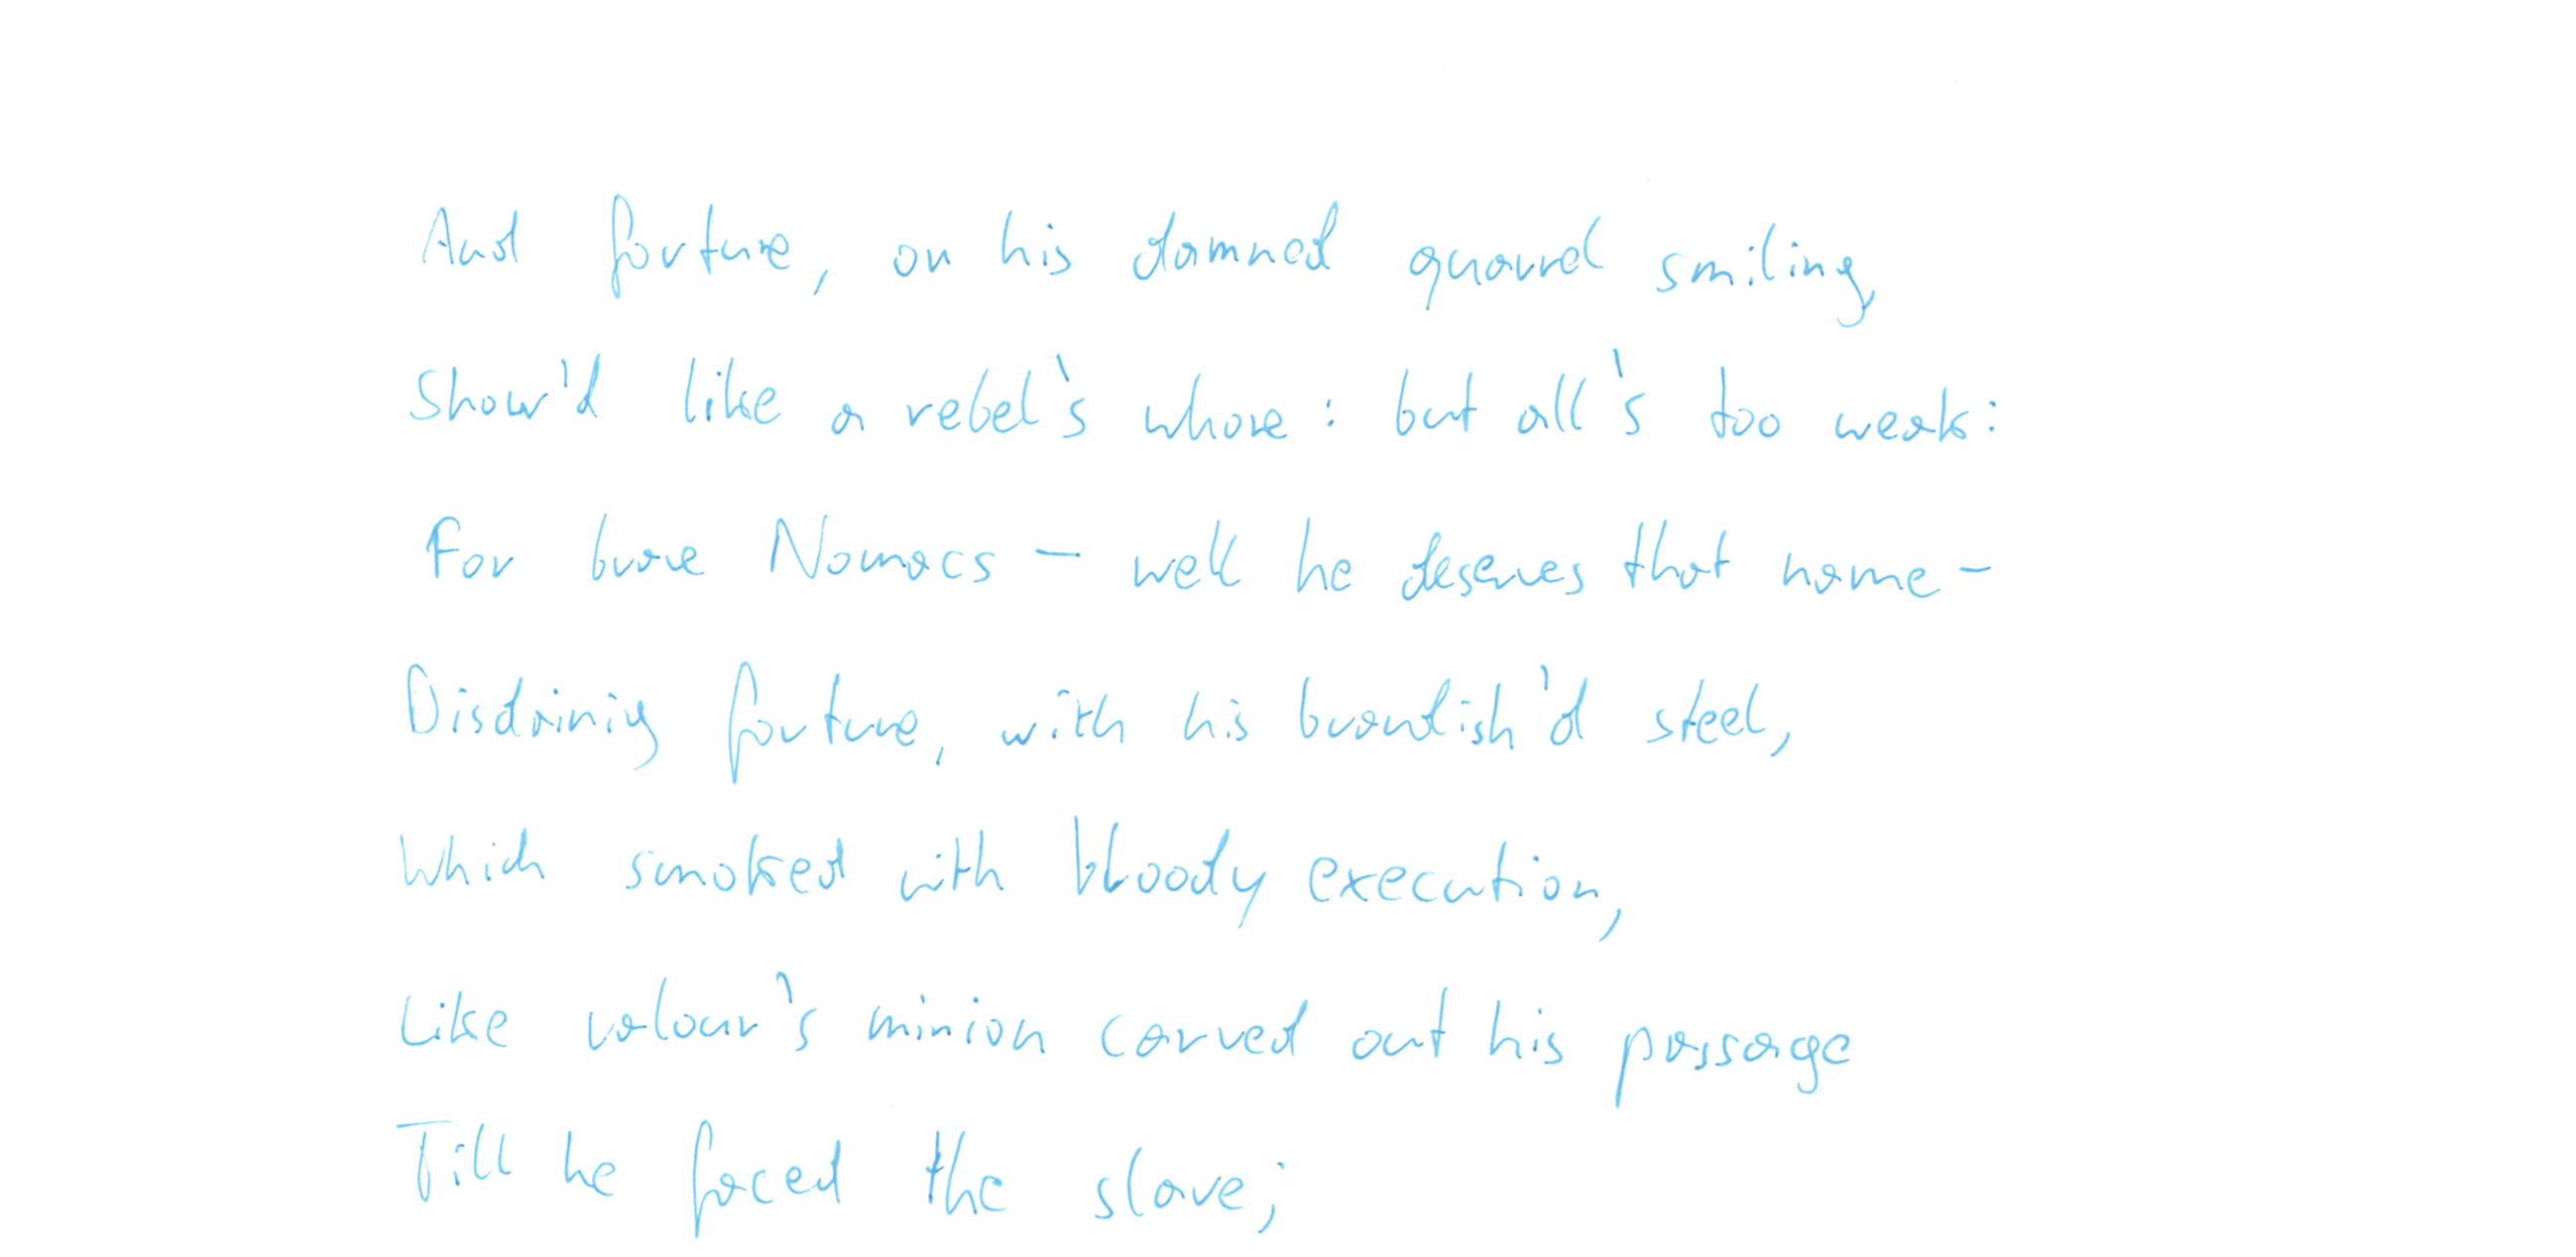 And fortune, on his damned quarrel smiling,
Show'd like a rebel's whore: but all's too weak:
For brave Nomacs - well he deserves that name -
Disdaining fortune, with his brandish'd steel,
Which smoked with bloody execution,
Like valour's minion carved out his passage
Till he faced the slave;